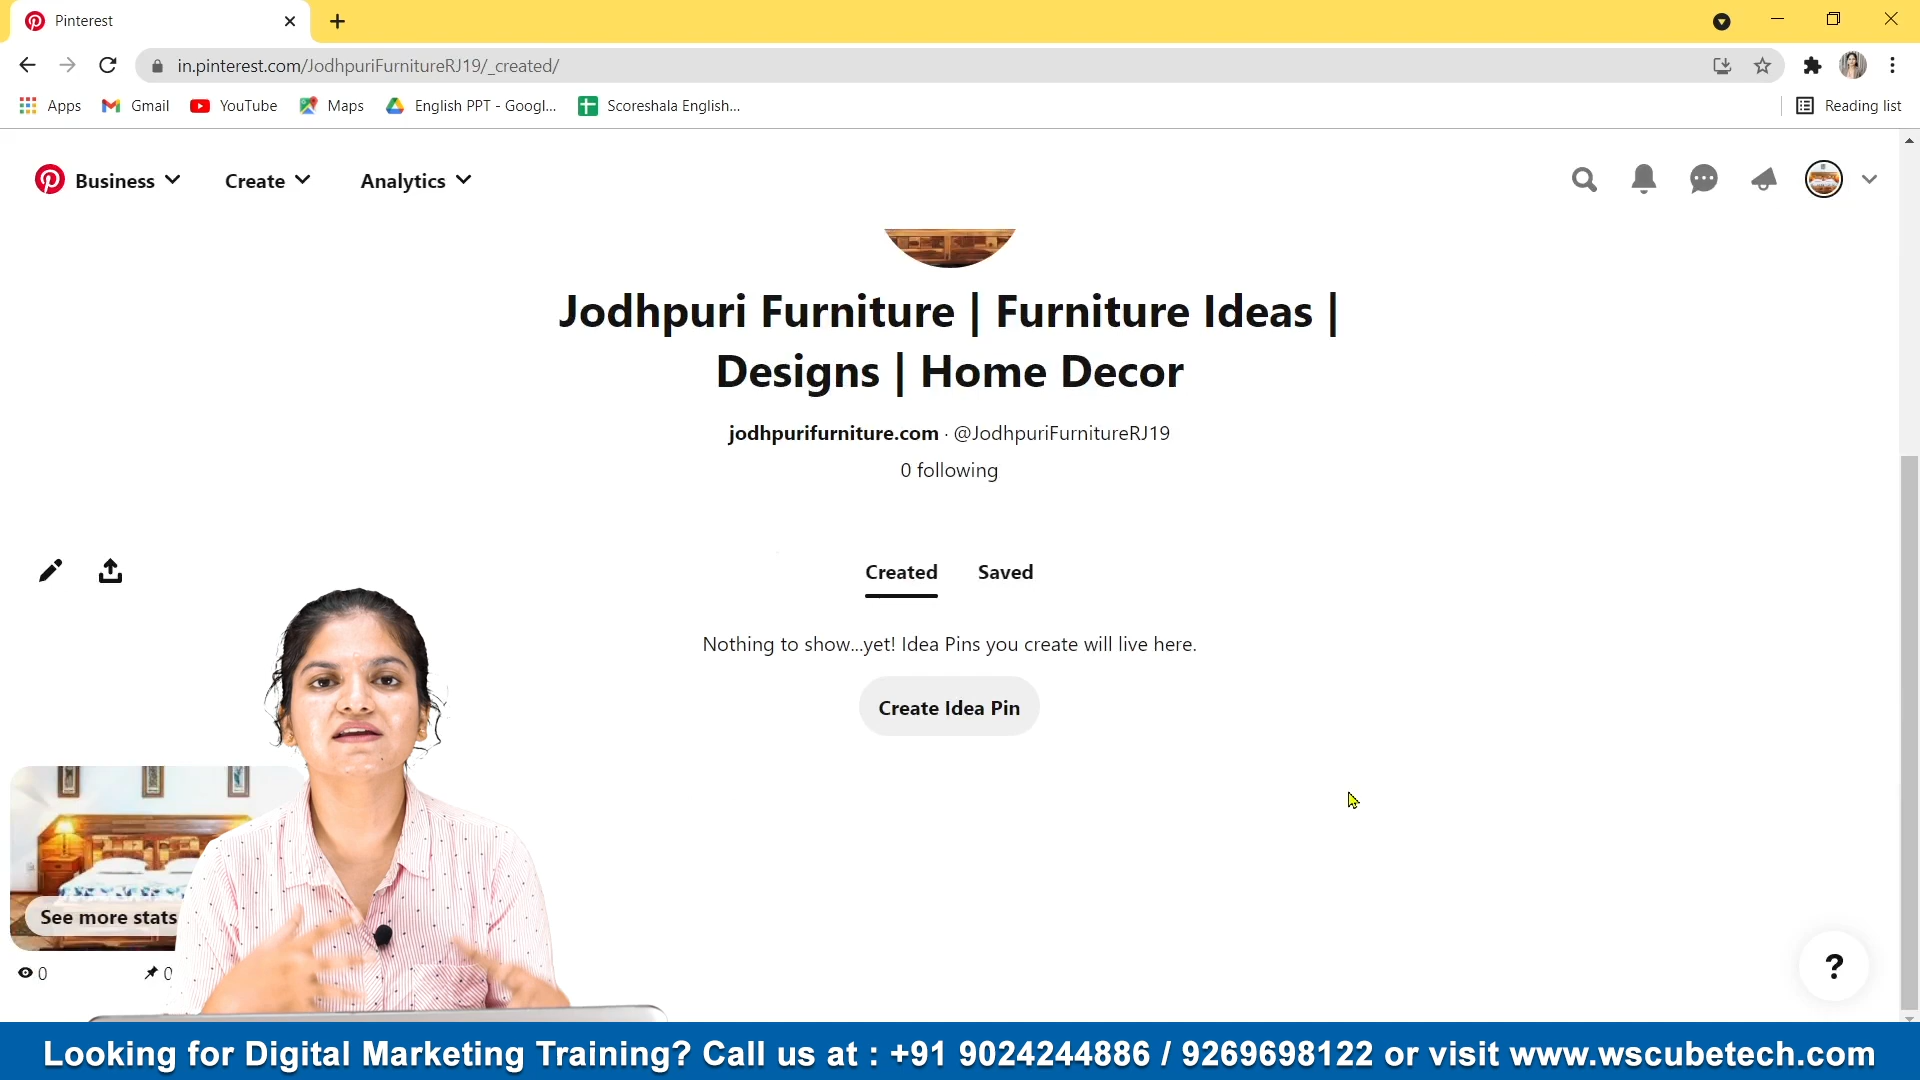 Pinterest
in.pinterest.com/JodhpuriFurnitureRJ19/_created/
Apps Gmail YouTube Maps English PPT - Googl... Scoreshala English... Reading list
Business Create Analytics
Jodhpuri Furniture | Furniture Ideas |
Designs | Home Decor
jodhpurifurniture.com · @JodhpuriFurnitureRJ19
0 following
Created Saved
Nothing to show...yet! Idea Pins you create will live here.
Create Idea Pin
See more stats
0 0
?
Looking for Digital Marketing Training? Call us at : +91 9024244886 / 9269698122 or visit www.wscubetech.com